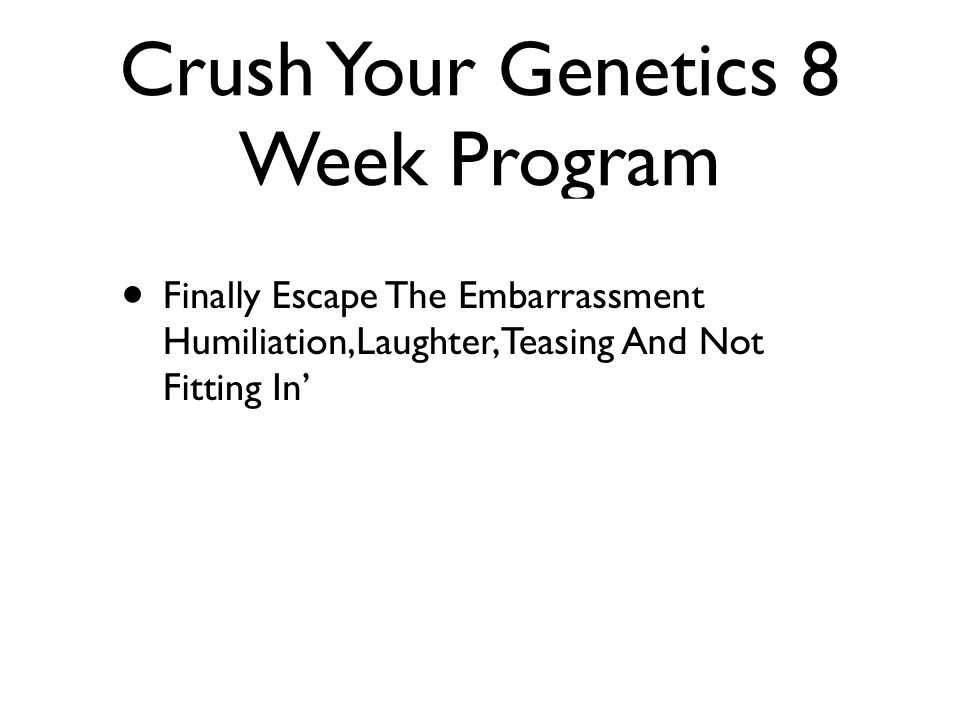 Crush Your Genetics 8
Week Program
• Finally Escape The Embarrassment
Humiliation,Laughter,Teasing And Not
Fitting In’